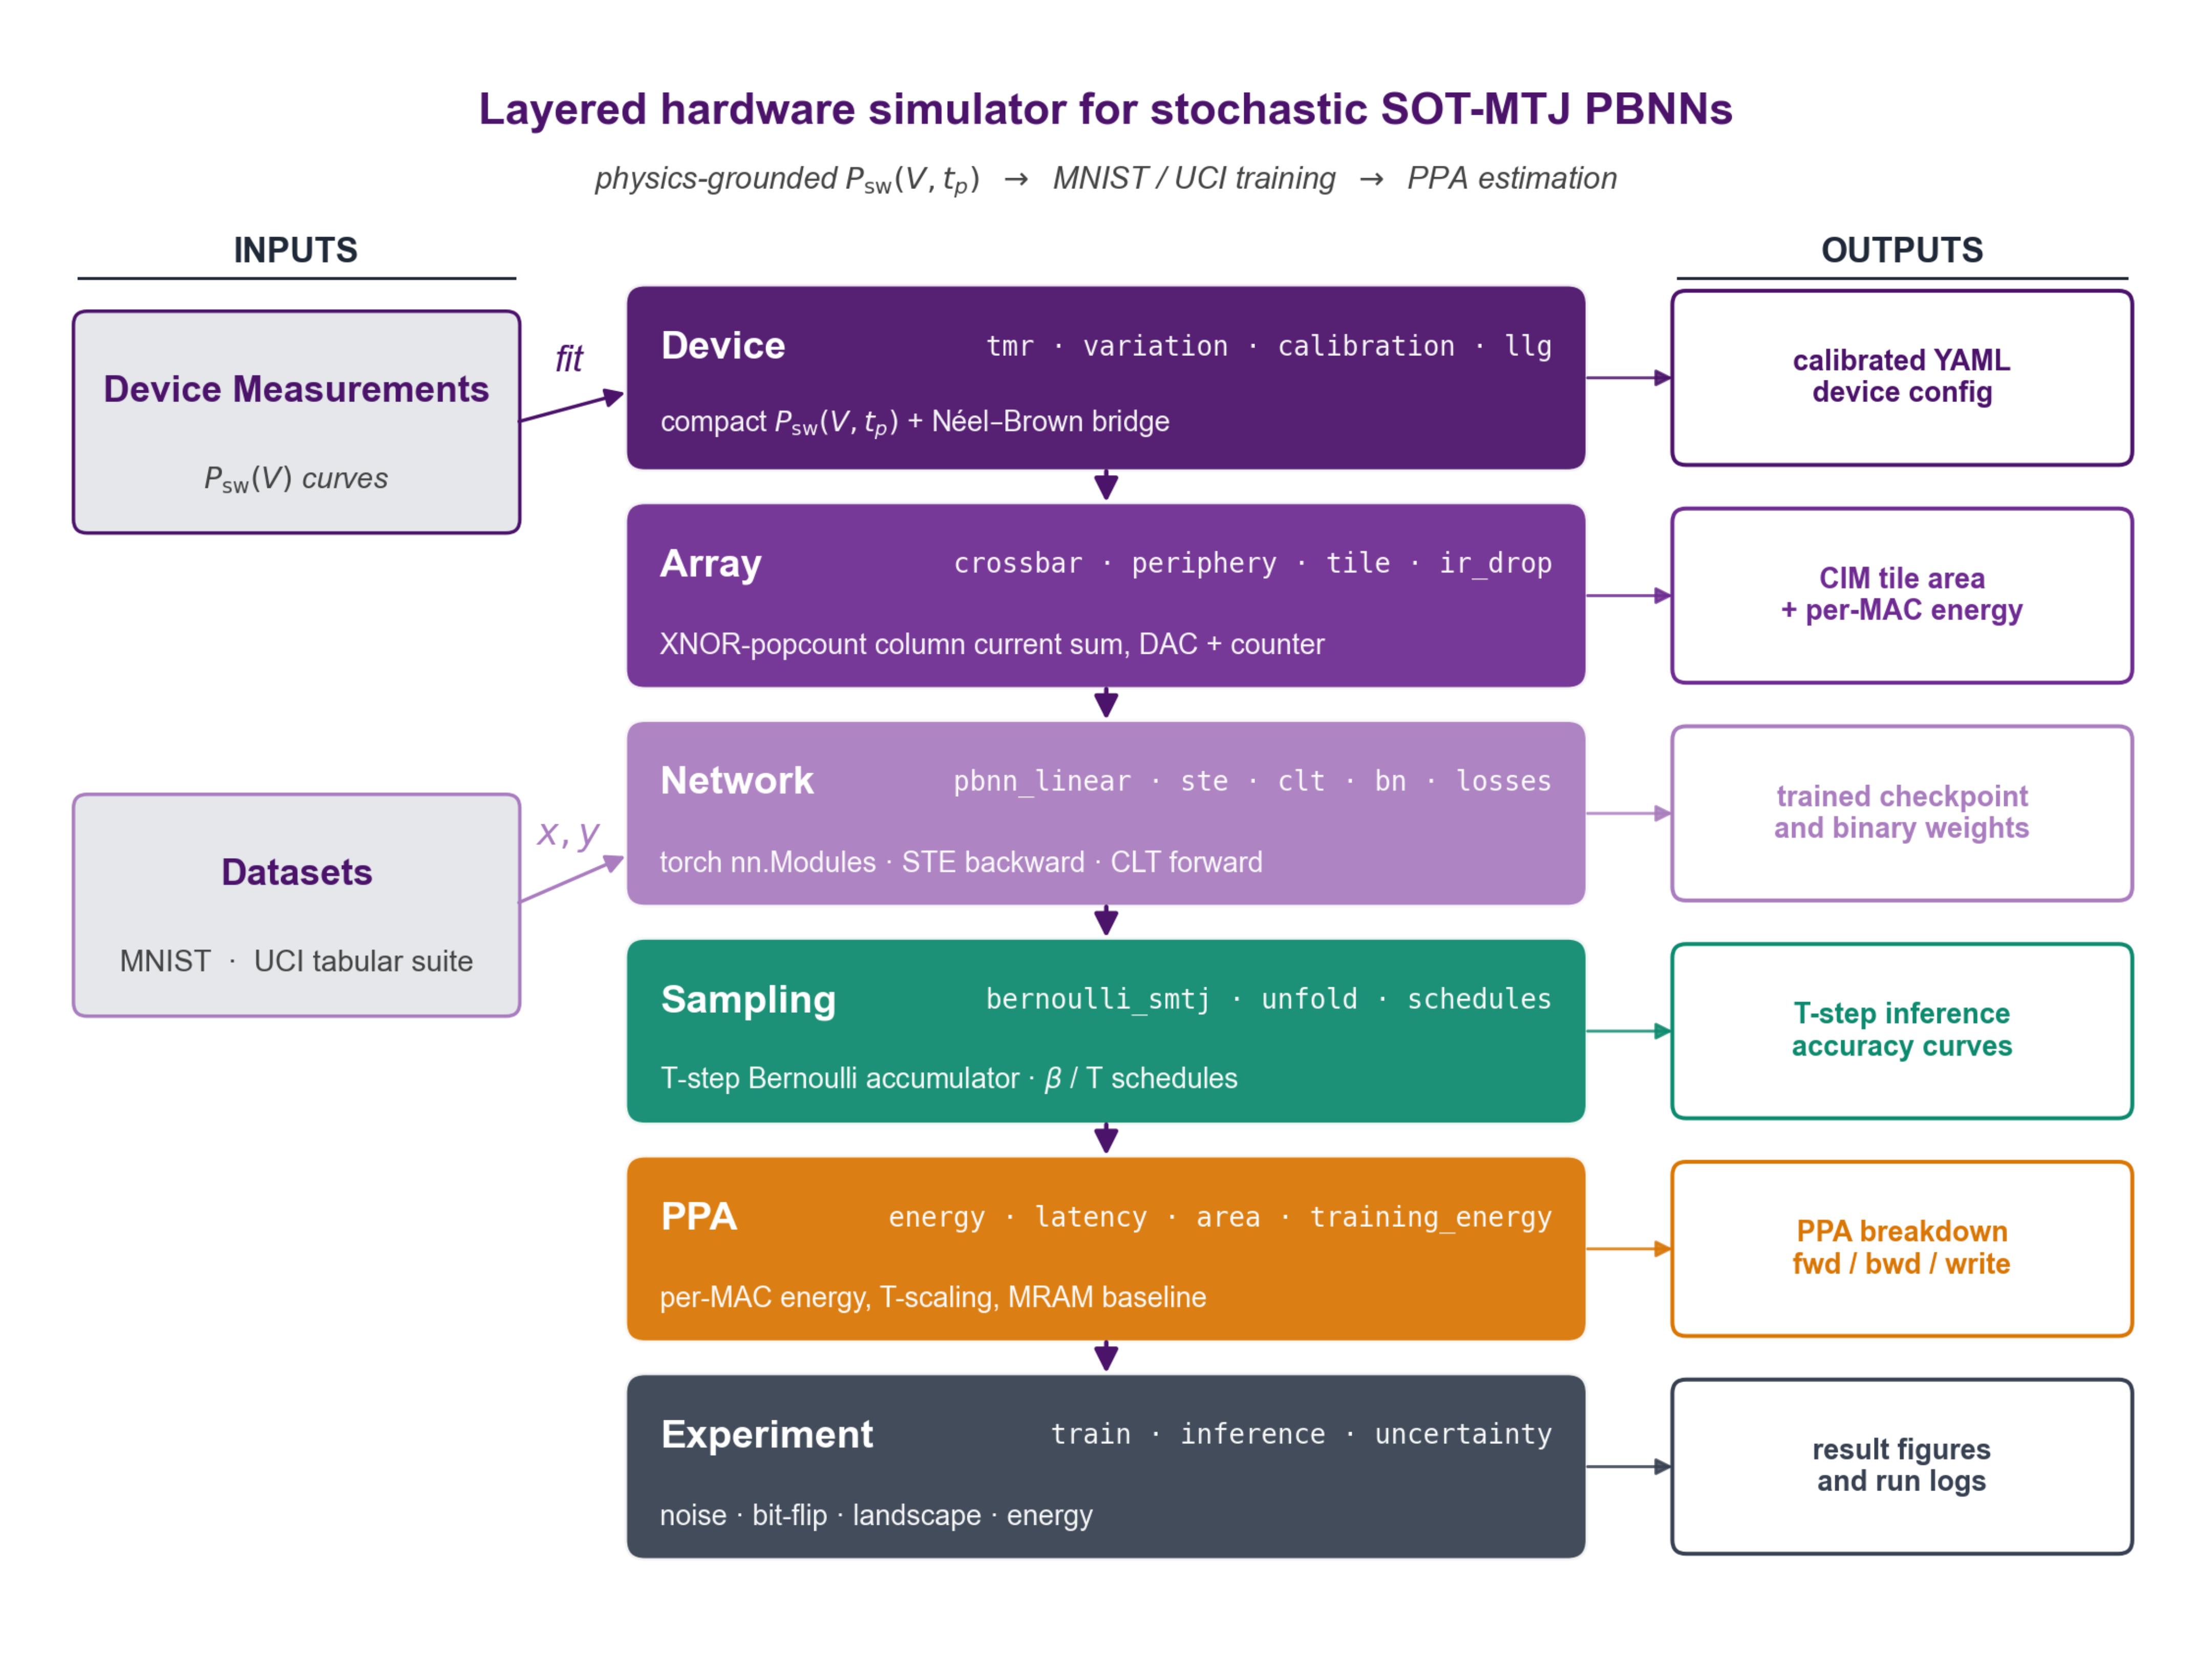 Layered hardware simulator for stochastic SOT-MTJ PBNNs
physics-grounded P_sw(V, t_p) → MNIST / UCI training → PPA estimation
INPUTS
OUTPUTS
Device Measurements
P_sw(V) curves
fit
Device
tmr · variation · calibration · llg
compact P_sw(V, t_p) + Néel–Brown bridge
calibrated YAML
device config
Array
crossbar · periphery · tile · ir_drop
XNOR-popcount column current sum, DAC + counter
CIM tile area
+ per-MAC energy
Datasets
MNIST · UCI tabular suite
x, y
Network
pbnn_linear · ste · clt · bn · losses
torch nn.Modules · STE backward · CLT forward
trained checkpoint
and binary weights
Sampling
bernoulli_smtj · unfold · schedules
T-step Bernoulli accumulator · β / T schedules
T-step inference
accuracy curves
PPA
energy · latency · area · training_energy
per-MAC energy, T-scaling, MRAM baseline
PPA breakdown
fwd / bwd / write
Experiment
train · inference · uncertainty
noise · bit-flip · landscape · energy
result figures
and run logs